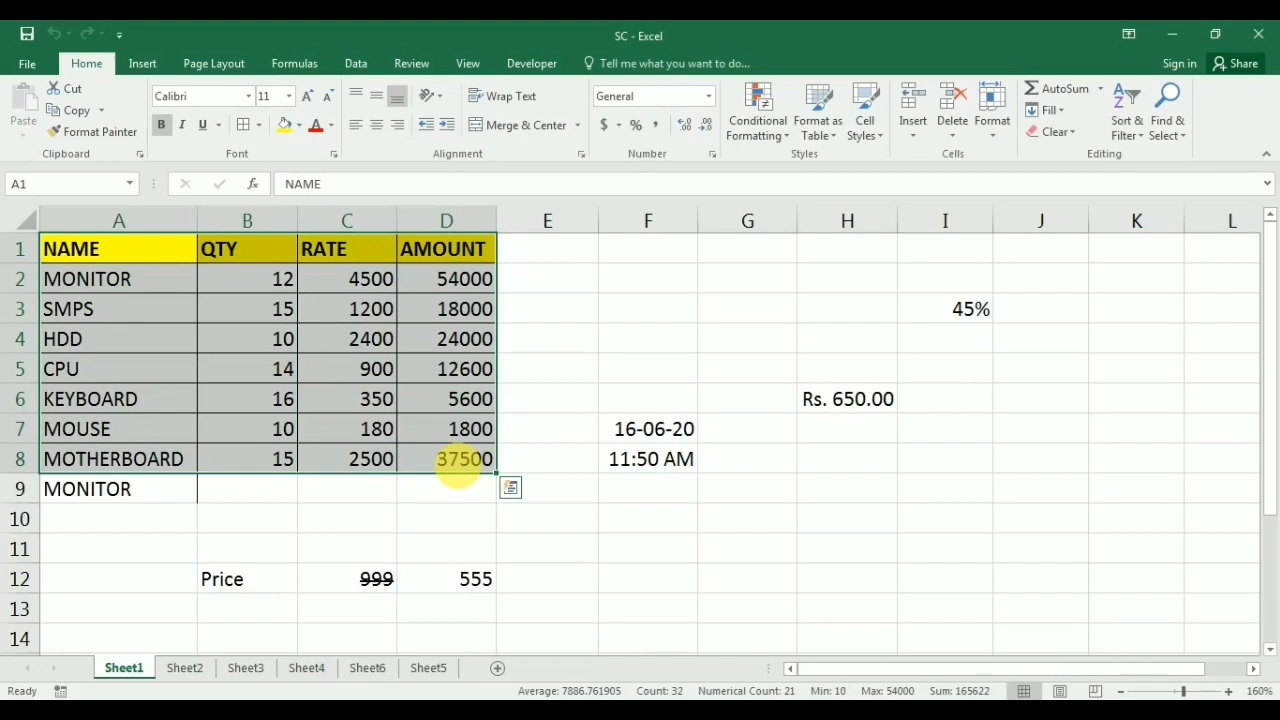 SC - Excel
File Home Insert Page Layout Formulas Data Review View Developer Tell me what you want to do... Sign in Share
Paste Cut Copy Format Painter Clipboard
Calibri 11 B I U Font
Wrap Text Merge & Center Alignment
General $ % , Number
Conditional Formatting Format as Table Cell Styles Styles
Insert Delete Format Cells
AutoSum Fill Clear Sort & Filter Find & Select Editing
A1 fx NAME
A B C D E F G H I J K L
1 NAME QTY RATE AMOUNT
2 MONITOR 12 4500 54000
3 SMPS 15 1200 18000 45%
4 HDD 10 2400 24000
5 CPU 14 900 12600
6 KEYBOARD 16 350 5600 Rs. 650.00
7 MOUSE 10 180 1800 16-06-20
8 MOTHERBOARD 15 2500 37500 11:50 AM
9 MONITOR
10
11
12 Price 999 555
13
14
Sheet1 Sheet2 Sheet3 Sheet4 Sheet6 Sheet5
Ready Average: 7886.761905 Count: 32 Numerical Count: 21 Min: 10 Max: 54000 Sum: 165622 160%